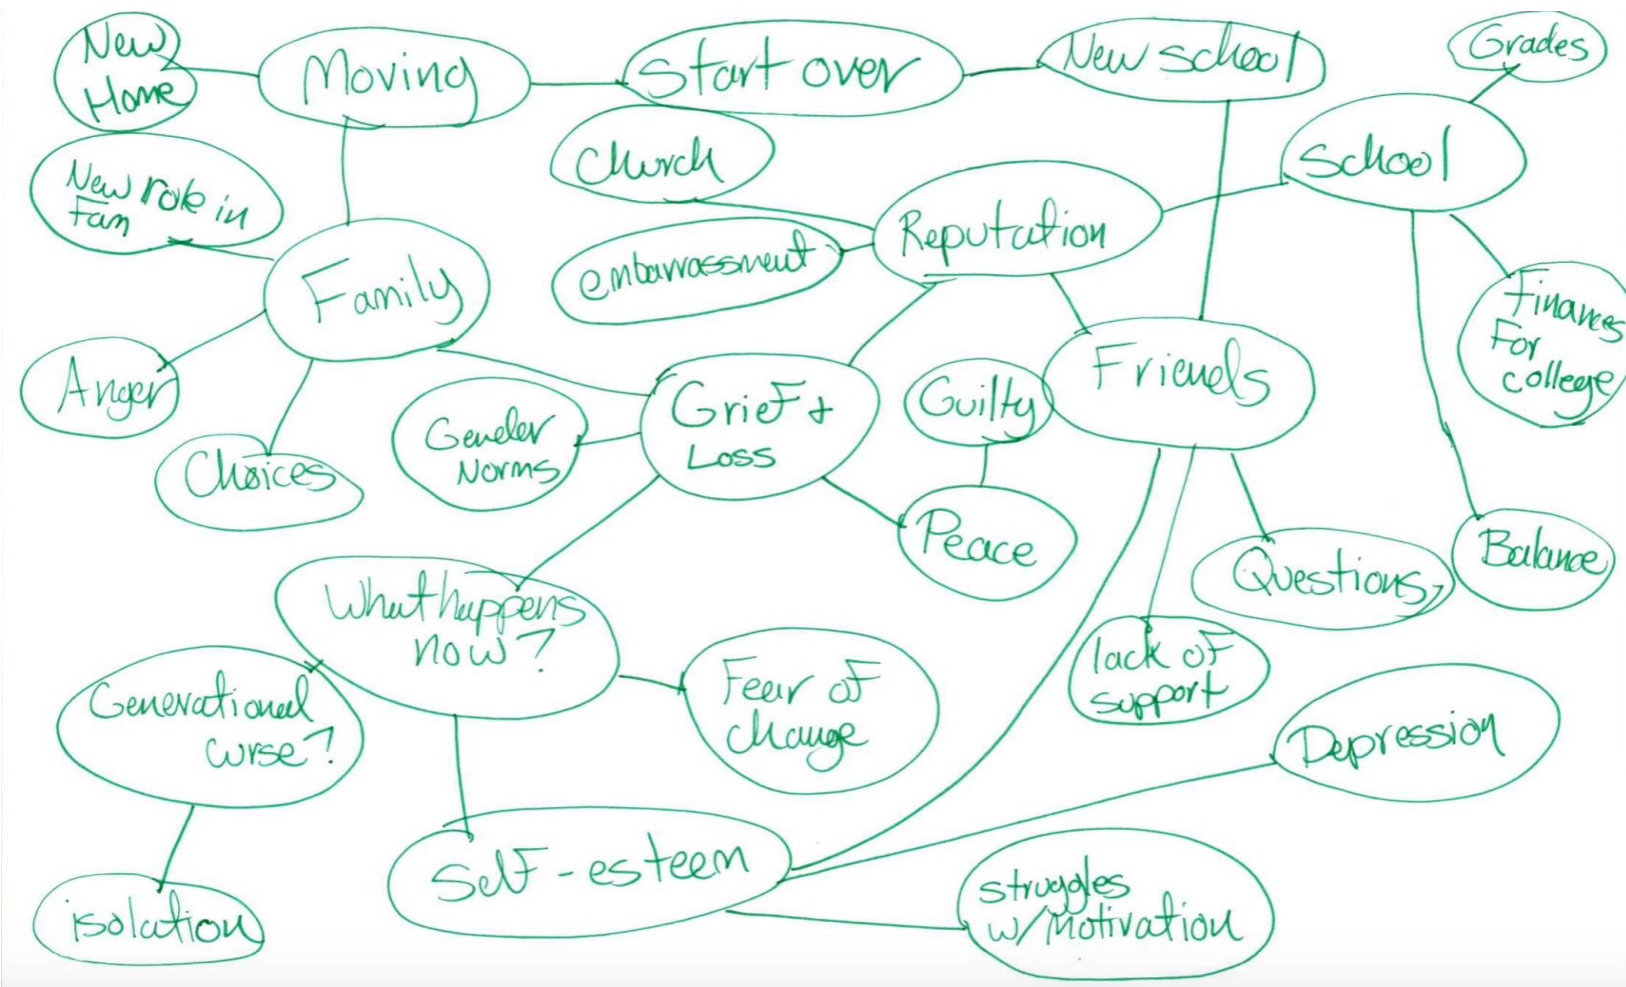 New
Home
Moving
Start over
New school
Grades
Church
School
New role in
Fam
Reputation
embarrassment
Family
Finances
For
college
Anger
Grief +
Loss
Guilty
Friends
Gender
Norms
Choices
Peace
Questions,
Balance
What happens
now?
lack of
support
Generational
curse?
Fear of
change
Depression
Self-esteem
struggles
w/Motivation
isolation